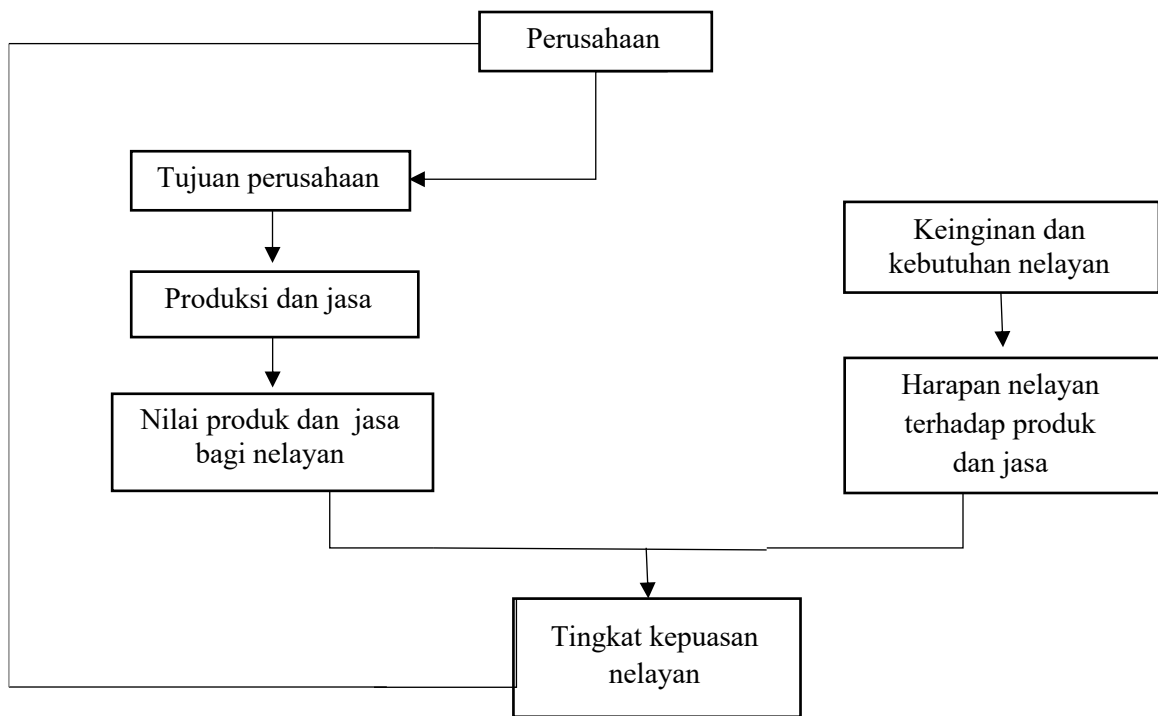 Perusahaan
Tujuan perusahaan
Produksi dan jasa
Nilai produk dan jasa
bagi nelayan
Keinginan dan
kebutuhan nelayan
Harapan nelayan
terhadap produk
dan jasa
Tingkat kepuasan
nelayan